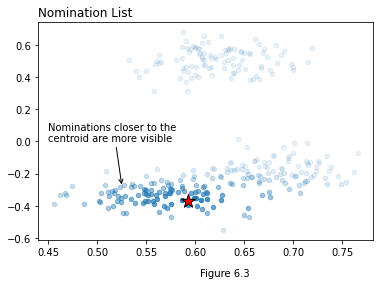 Nomination List
0.6
0.4
0.2
0.0
−0.2
−0.4
−0.6
Nominations closer to the
centroid are more visible
0.45 0.50 0.55 0.60 0.65 0.70 0.75
Figure 6.3